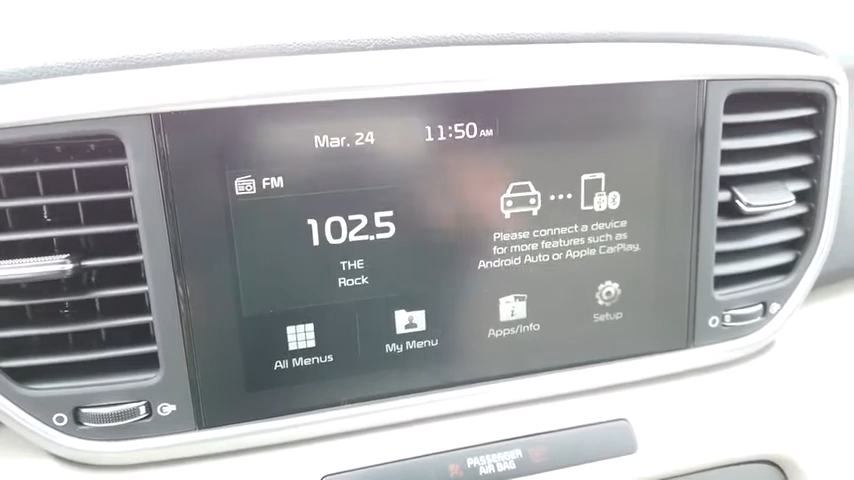 Mar. 24
11:50 AM
FM
102.5
THE
Rock
Please connect a device
for more features such as
Android Auto or Apple CarPlay.
All Menus
My Menu
Apps/Info
Setup
PASSENGER
AIR BAG